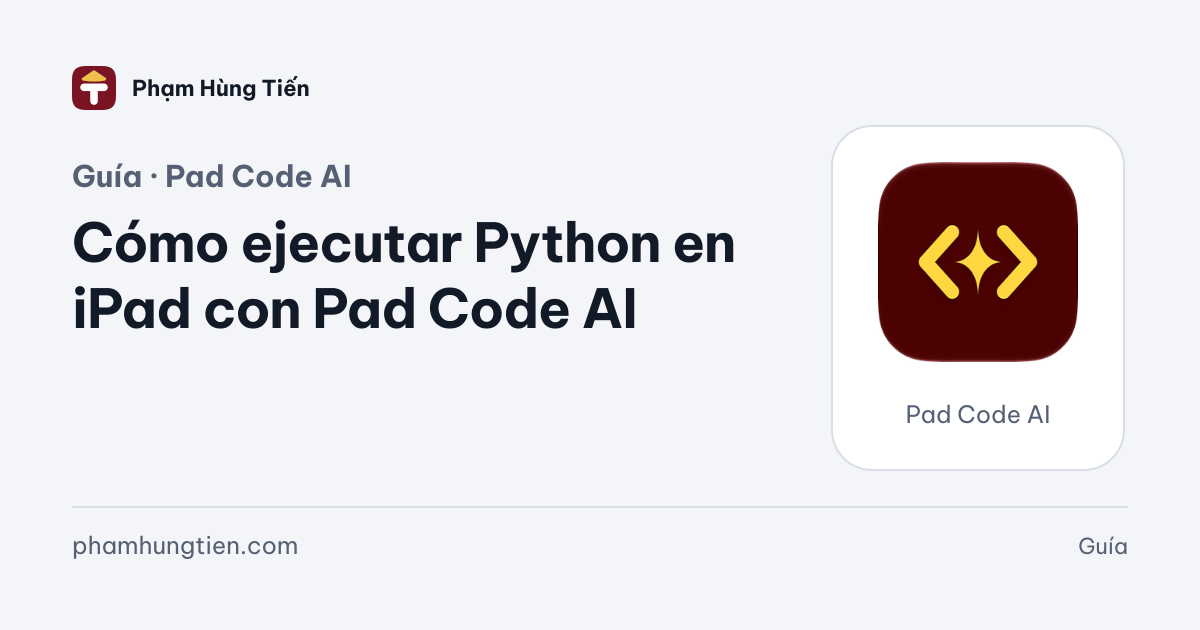 Phạm Hùng Tiến
Guía · Pad Code AI
Cómo ejecutar Python en
iPad con Pad Code AI
Pad Code AI
phamhungtien.com
Guía